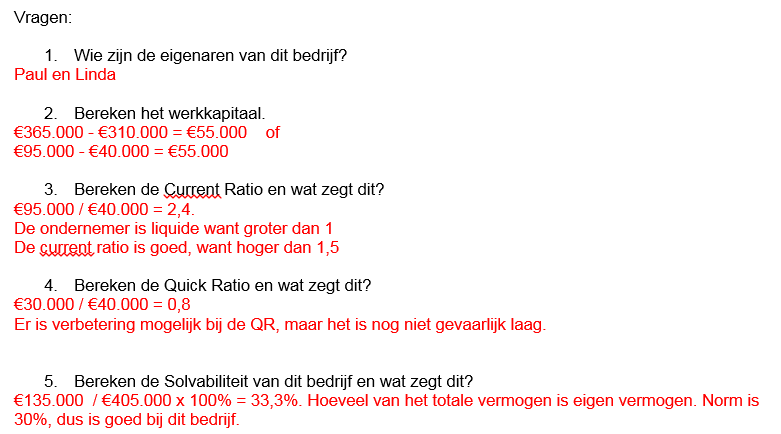 Vragen:
1. Wie zijn de eigenaren van dit bedrijf?
Paul en Linda
2. Bereken het werkkapitaal.
€365.000 - €310.000 = €55.000 of
€95.000 - €40.000 = €55.000
3. Bereken de Current Ratio en wat zegt dit?
€95.000 / €40.000 = 2,4.
De ondernemer is liquide want groter dan 1
De current ratio is goed, want hoger dan 1,5
4. Bereken de Quick Ratio en wat zegt dit?
€30.000 / €40.000 = 0,8
Er is verbetering mogelijk bij de QR, maar het is nog niet gevaarlijk laag.
5. Bereken de Solvabiliteit van dit bedrijf en wat zegt dit?
€135.000 / €405.000 x 100% = 33,3%. Hoeveel van het totale vermogen is eigen vermogen. Norm is
30%, dus is goed bij dit bedrijf.